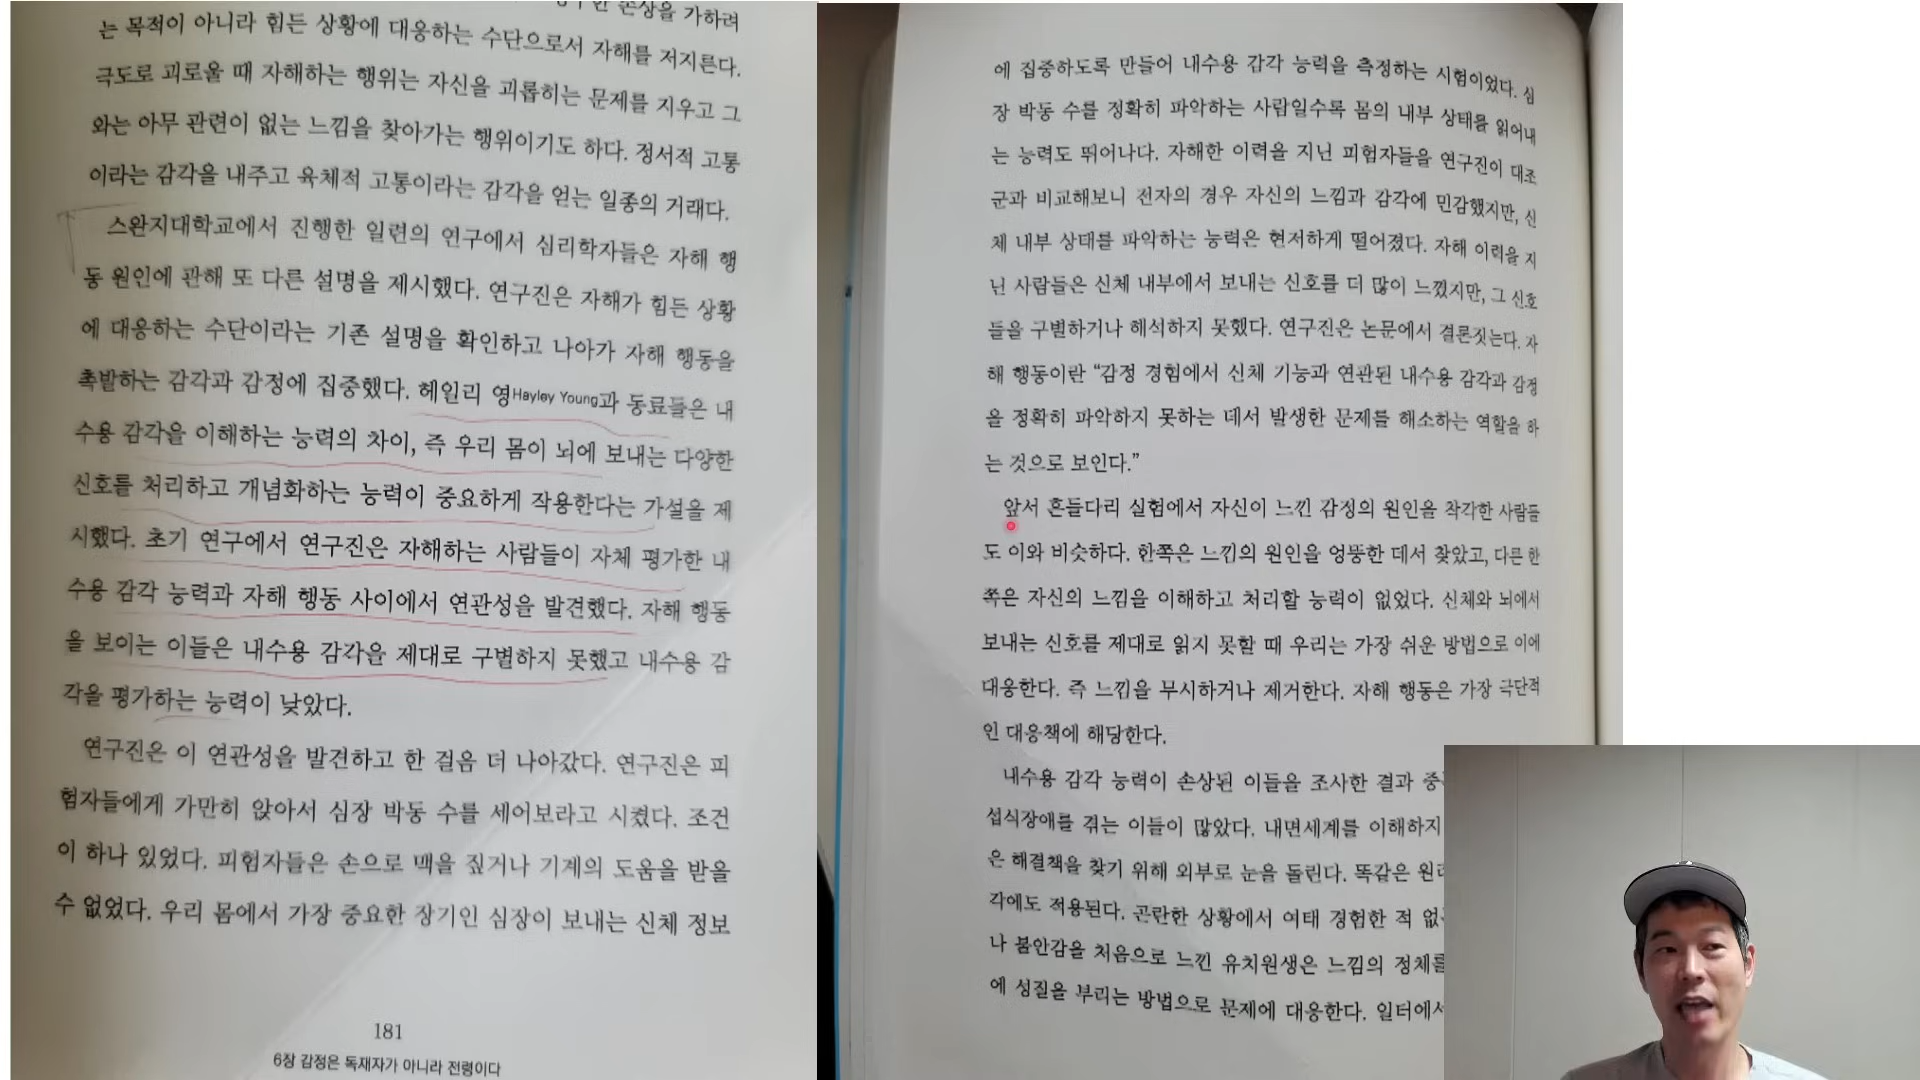 손상을 가하려
는 목적이 아니라 힘든 상황에 대응하는 수단으로서 자해를 저지른다.
극도로 괴로울 때 자해하는 행위는 자신을 괴롭히는 문제를 지우고 그
와는 아무 관련이 없는 느낌을 찾아가는 행위이기도 하다. 정서적 고통
이라는 감각을 내주고 육체적 고통이라는 감각을 얻는 일종의 거래다.
스완지대학교에서 진행한 일련의 연구에서 심리학자들은 자해 행
동 원인에 관해 또 다른 설명을 제시했다. 연구진은 자해가 힘든 상황
에 대응하는 수단이라는 기존 설명을 확인하고 나아가 자해 행동을
촉발하는 감각과 감정에 집중했다. 헤일리 영Hayley Young과 동료들은 내
수용 감각을 이해하는 능력의 차이, 즉 우리 몸이 뇌에 보내는 다양한
신호를 처리하고 개념화하는 능력이 중요하게 작용한다는 가설을 제
시했다. 초기 연구에서 연구진은 자해하는 사람들이 자체 평가한 내
수용 감각 능력과 자해 행동 사이에서 연관성을 발견했다. 자해 행동
을 보이는 이들은 내수용 감각을 제대로 구별하지 못했고 내수용 감
각을 평가하는 능력이 낮았다.
연구진은 이 연관성을 발견하고 한 걸음 더 나아갔다. 연구진은 피
험자들에게 가만히 앉아서 심장 박동 수를 세어보라고 시켰다. 조건
이 하나 있었다. 피험자들은 손으로 맥을 짚거나 기계의 도움을 받을
수 없었다. 우리 몸에서 가장 중요한 장기인 심장이 보내는 신체 정보
181
6장 감정은 독재자가 아니라 전령이다
에 집중하도록 만들어 내수용 감각 능력을 측정하는 시험이었다. 심
장 박동 수를 정확히 파악하는 사람일수록 몸의 내부 상태를 읽어내
는 능력도 뛰어나다. 자해한 이력을 지닌 피험자들을 연구진이 대조
군과 비교해보니 전자의 경우 자신의 느낌과 감각에 민감했지만, 신
체 내부 상태를 파악하는 능력은 현저하게 떨어졌다. 자해 이력을 지
닌 사람들은 신체 내부에서 보내는 신호를 더 많이 느꼈지만, 그 신호
들을 구별하거나 해석하지 못했다. 연구진은 논문에서 결론짓는다. 자
해 행동이란 “감정 경험에서 신체 기능과 연관된 내수용 감각과 감정
을 정확히 파악하지 못하는 데서 발생한 문제를 해소하는 역할을 하
는 것으로 보인다.”
앞서 흔들다리 실험에서 자신이 느낀 감정의 원인을 착각한 사람들
도 이와 비슷하다. 한쪽은 느낌의 원인을 엉뚱한 데서 찾았고, 다른 한
쪽은 자신의 느낌을 이해하고 처리할 능력이 없었다. 신체와 뇌에서
보내는 신호를 제대로 읽지 못할 때 우리는 가장 쉬운 방법으로 이에
대응한다. 즉 느낌을 무시하거나 제거한다. 자해 행동은 가장 극단적
인 대응책에 해당한다.
내수용 감각 능력이 손상된 이들을 조사한 결과
섭식장애를 겪는 이들이 많았다. 내면세계를 이해하지
은 해결책을 찾기 위해 외부로 눈을 돌린다. 똑같은
각에도 적용된다. 곤란한 상황에서 여태 경험한 적
나 불안감을 처음으로 느낀 유치원생은 느낌의 정체를
에 성질을 부리는 방법으로 문제에 대응한다. 일터에서